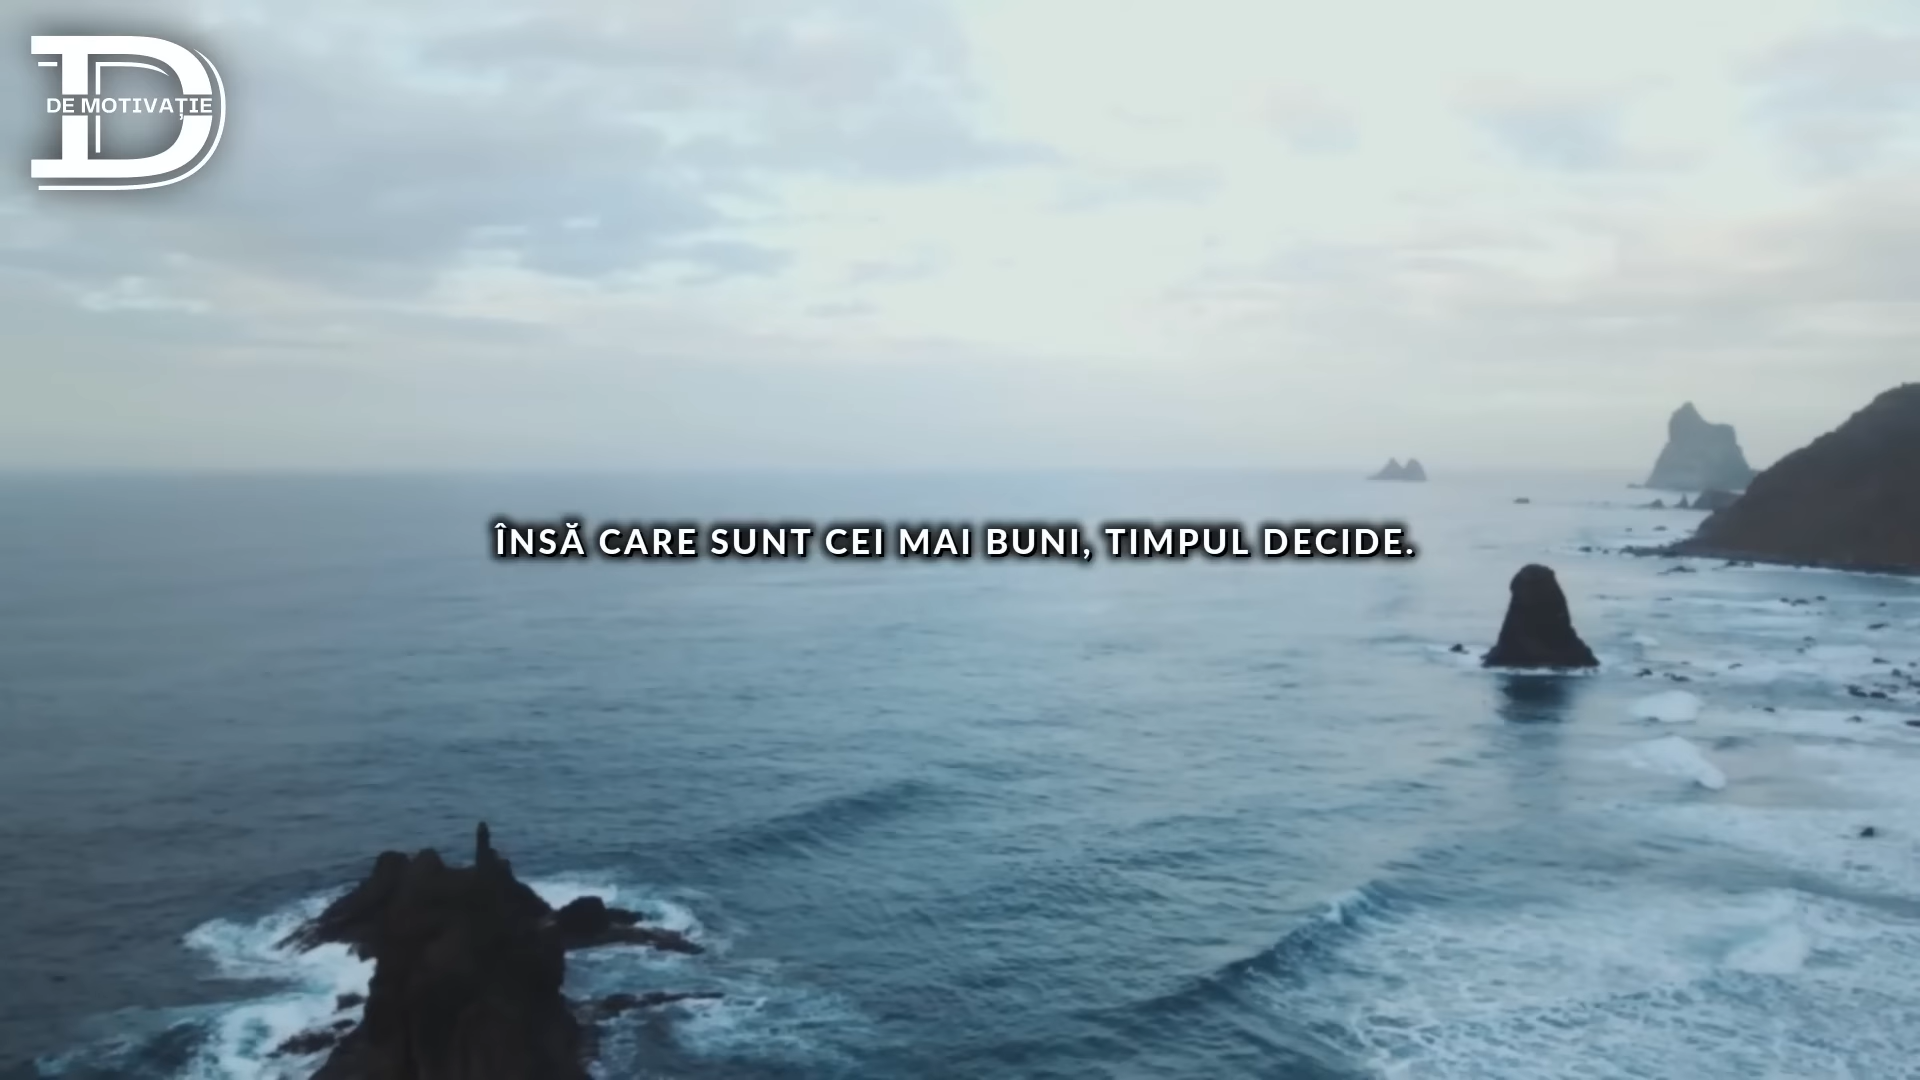 DE MOTIVAȚIE
ÎNSĂ CARE SUNT CEI MAI BUNI, TIMPUL DECIDE.